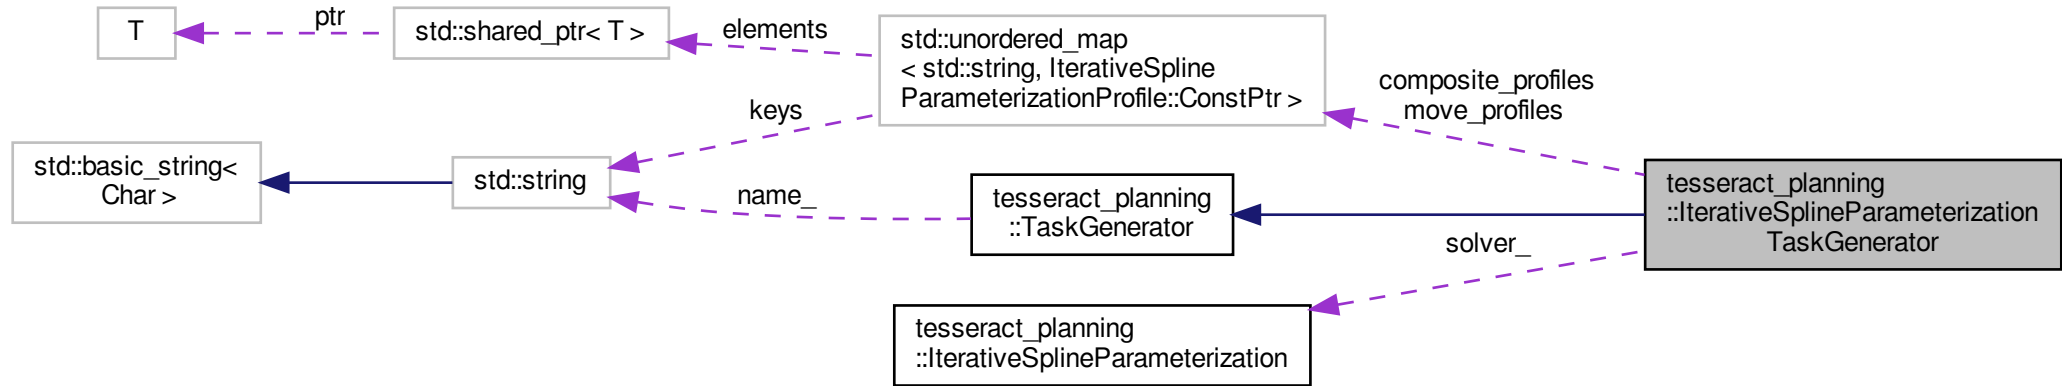 T
ptr
std::shared_ptr< T >
elements
std::unordered_map
< std::string, IterativeSpline
ParameterizationProfile::ConstPtr >
composite_profiles
move_profiles
keys
std::basic_string<
Char >
std::string
name_
tesseract_planning
::TaskGenerator
tesseract_planning
::IterativeSplineParameterization
TaskGenerator
solver_
tesseract_planning
::IterativeSplineParameterization